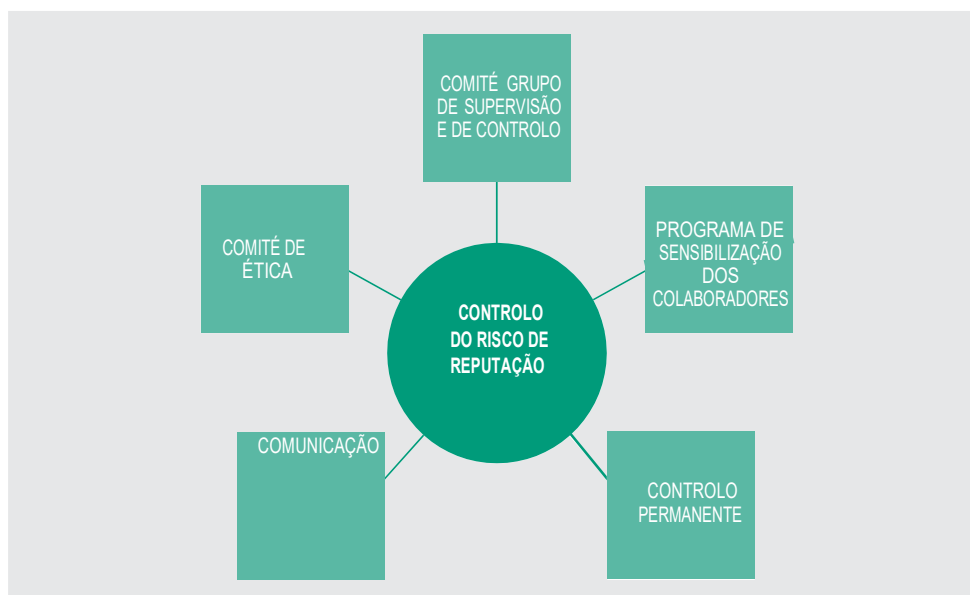 COMITÉ GRUPO
DE SUPERVISÃO
E DE CONTROLO
COMITÉ DE
ÉTICA
PROGRAMA DE
SENSIBILIZAÇÃO
DOS
COLABORADORES
CONTROLO
DO RISCO DE
REPUTAÇÃO
COMUNICAÇÃO
CONTROLO
PERMANENTE